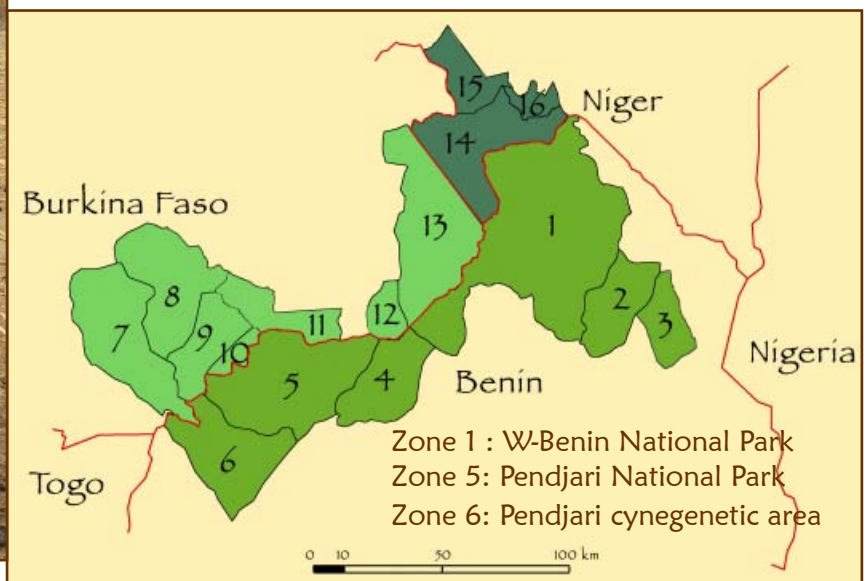 15
16
Niger
14
Burkina Faso
13
1
8
2
7
9
10
11
12
3
5
4
Nigeria
Benin
6
Togo
Zone 1 : W-Benin National Park
Zone 5: Pendjari National Park
Zone 6: Pendjari cynegenetic area
0 10 50 100 km